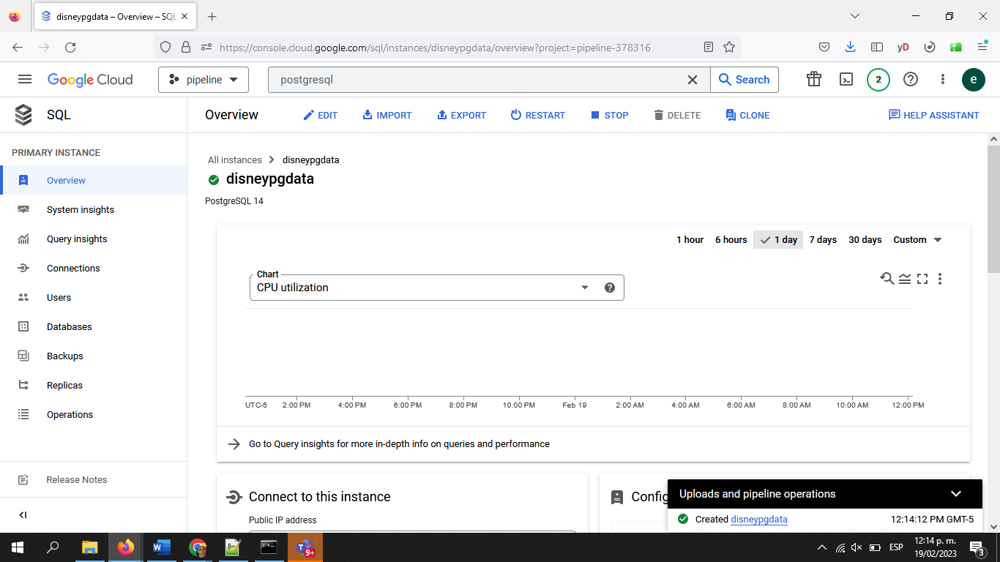 disneypgdata – Overview – SQL
https://console.cloud.google.com/sql/instances/disneypgdata/overview?project=pipeline-378316
yD
Google Cloud
pipeline
postgresql
Search
2
e
SQL
Overview
EDIT
IMPORT
EXPORT
RESTART
STOP
DELETE
CLONE
HELP ASSISTANT
PRIMARY INSTANCE
Overview
System insights
Query insights
Connections
Users
Databases
Backups
Replicas
Operations
Release Notes
All instances > disneypgdata
disneypgdata
PostgreSQL 14
1 hour 6 hours 1 day 7 days 30 days Custom
Chart
CPU utilization
UTC-5 2:00 PM 4:00 PM 6:00 PM 8:00 PM 10:00 PM Feb 19 2:00 AM 4:00 AM 6:00 AM 8:00 AM 10:00 AM 12:00 PM
Go to Query insights for more in-depth info on queries and performance
Connect to this instance
Public IP address
Config
Uploads and pipeline operations
Created disneypgdata 12:14:12 PM GMT-5
9+
ESP
12:14 p. m.
19/02/2023
3